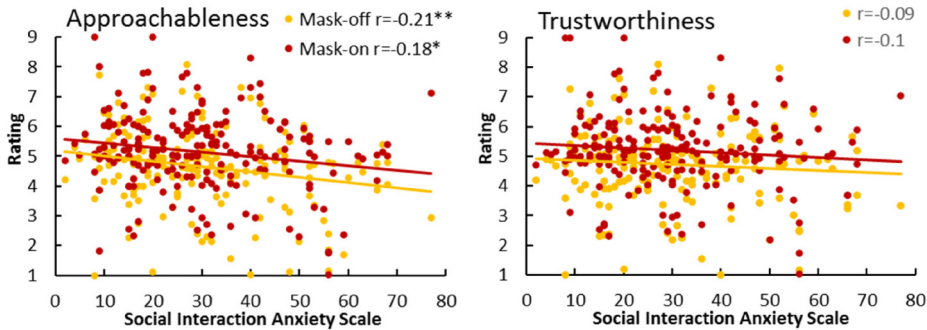 Approachableness
Mask-off r=-0.21**
Mask-on r=-0.18*
9
8
7
6
5
4
3
2
1
Rating
0 10 20 30 40 50 60 70 80
Social Interaction Anxiety Scale
Trustworthiness
r=-0.09
r=-0.1
9
8
7
6
5
4
3
2
1
Rating
0 10 20 30 40 50 60 70 80
Social Interaction Anxiety Scale